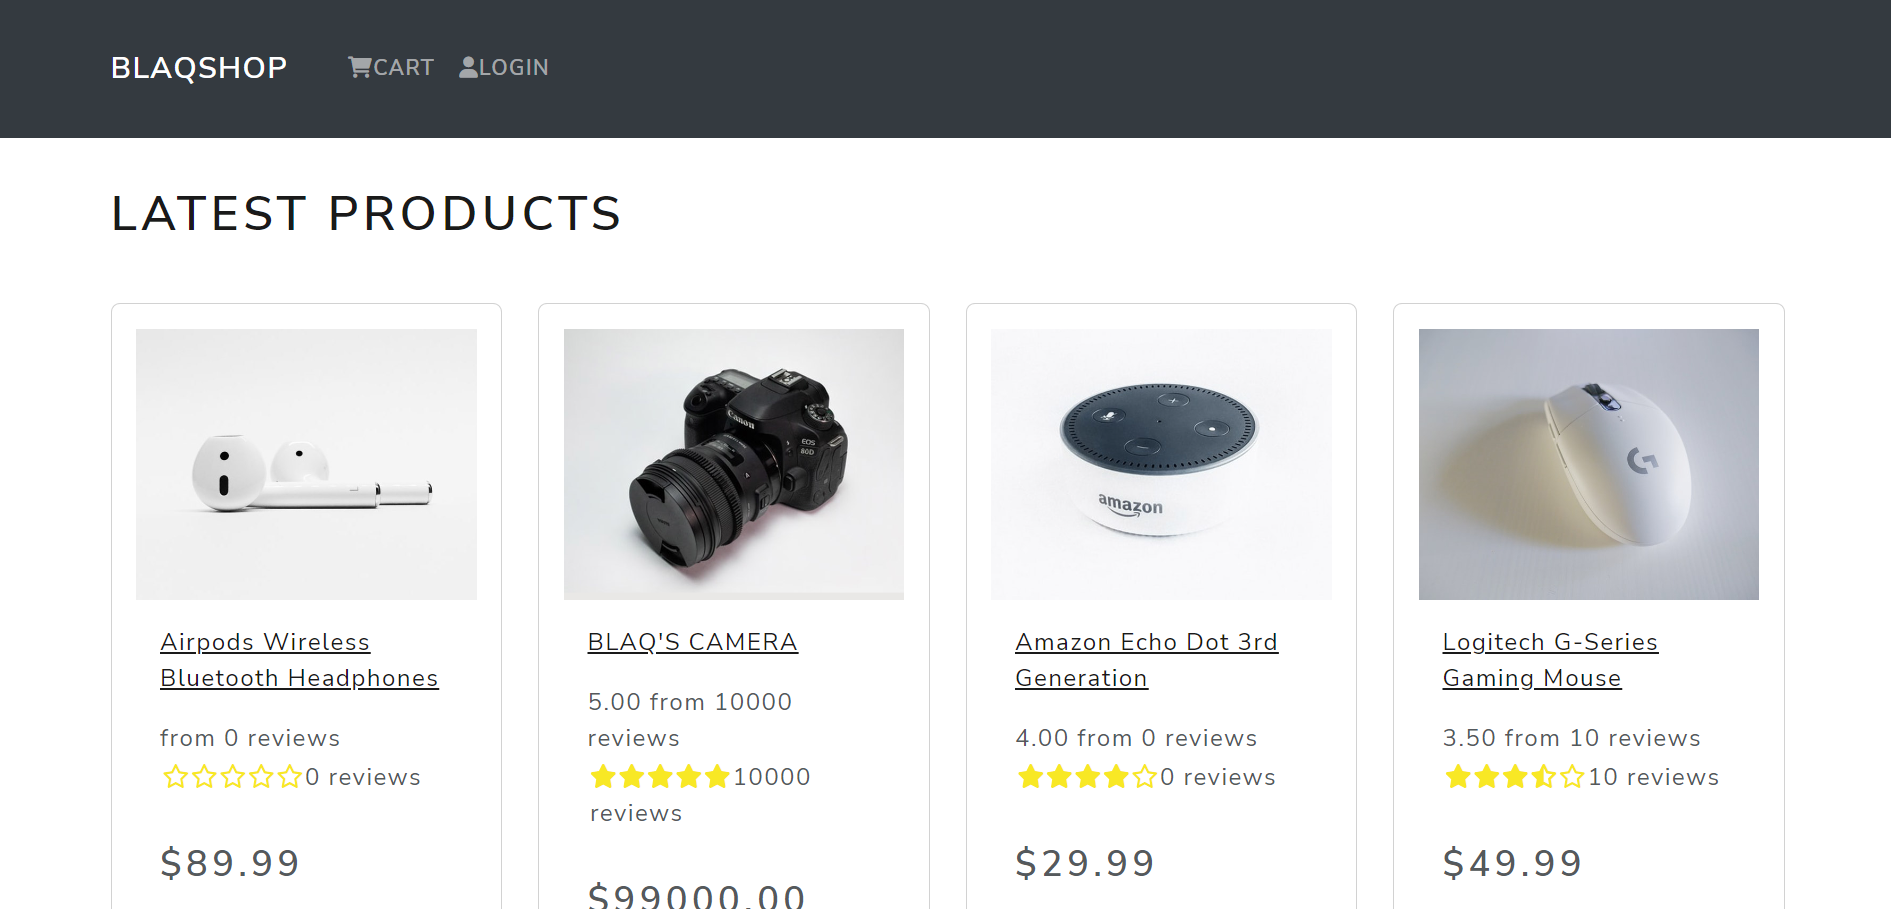 BLAQSHOP
CART
LOGIN
LATEST PRODUCTS
Airpods Wireless
Bluetooth Headphones
from 0 reviews
0 reviews
$89.99
Canon
EOS
80D
BLAQ'S CAMERA
5.00 from 10000
reviews
10000
reviews
$99000.00
amazon
Amazon Echo Dot 3rd
Generation
4.00 from 0 reviews
0 reviews
$29.99
G
Logitech G-Series
Gaming Mouse
3.50 from 10 reviews
10 reviews
$49.99